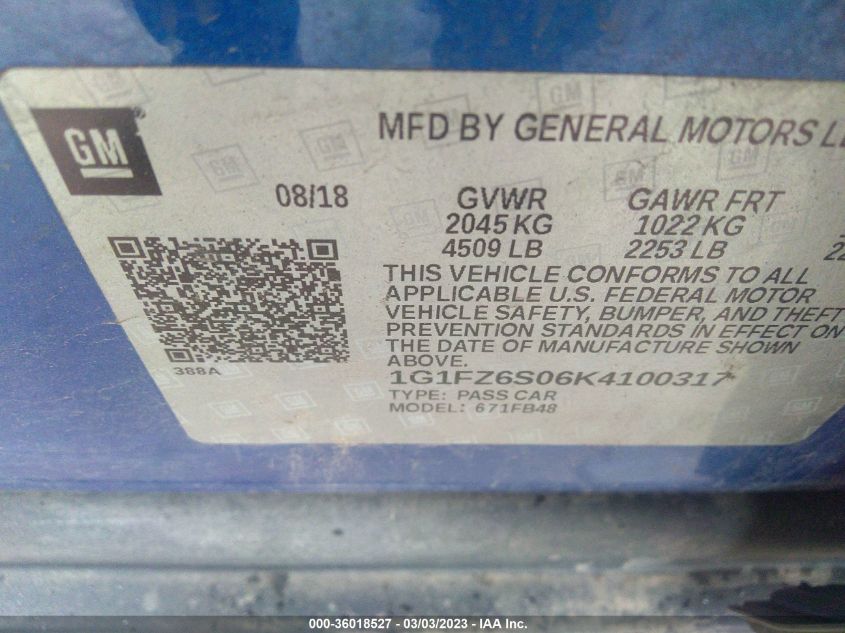 GM
MFD BY GENERAL MOTORS
08/18
GVWR GAWR FRT
2045 KG 1022 KG
4509 LB 2253 LB
THIS VEHICLE CONFORMS TO ALL
APPLICABLE U.S. FEDERAL MOTOR
VEHICLE SAFETY, BUMPER, AND THEFT
PREVENTION STANDARDS IN EFFECT ON
THE DATE OF MANUFACTURE SHOWN
ABOVE.
388A
1G1FZ6S06K4100317*
TYPE: PASS CAR
MODEL: 671FB48
000-36018527 - 03/03/2023 - IAA Inc.